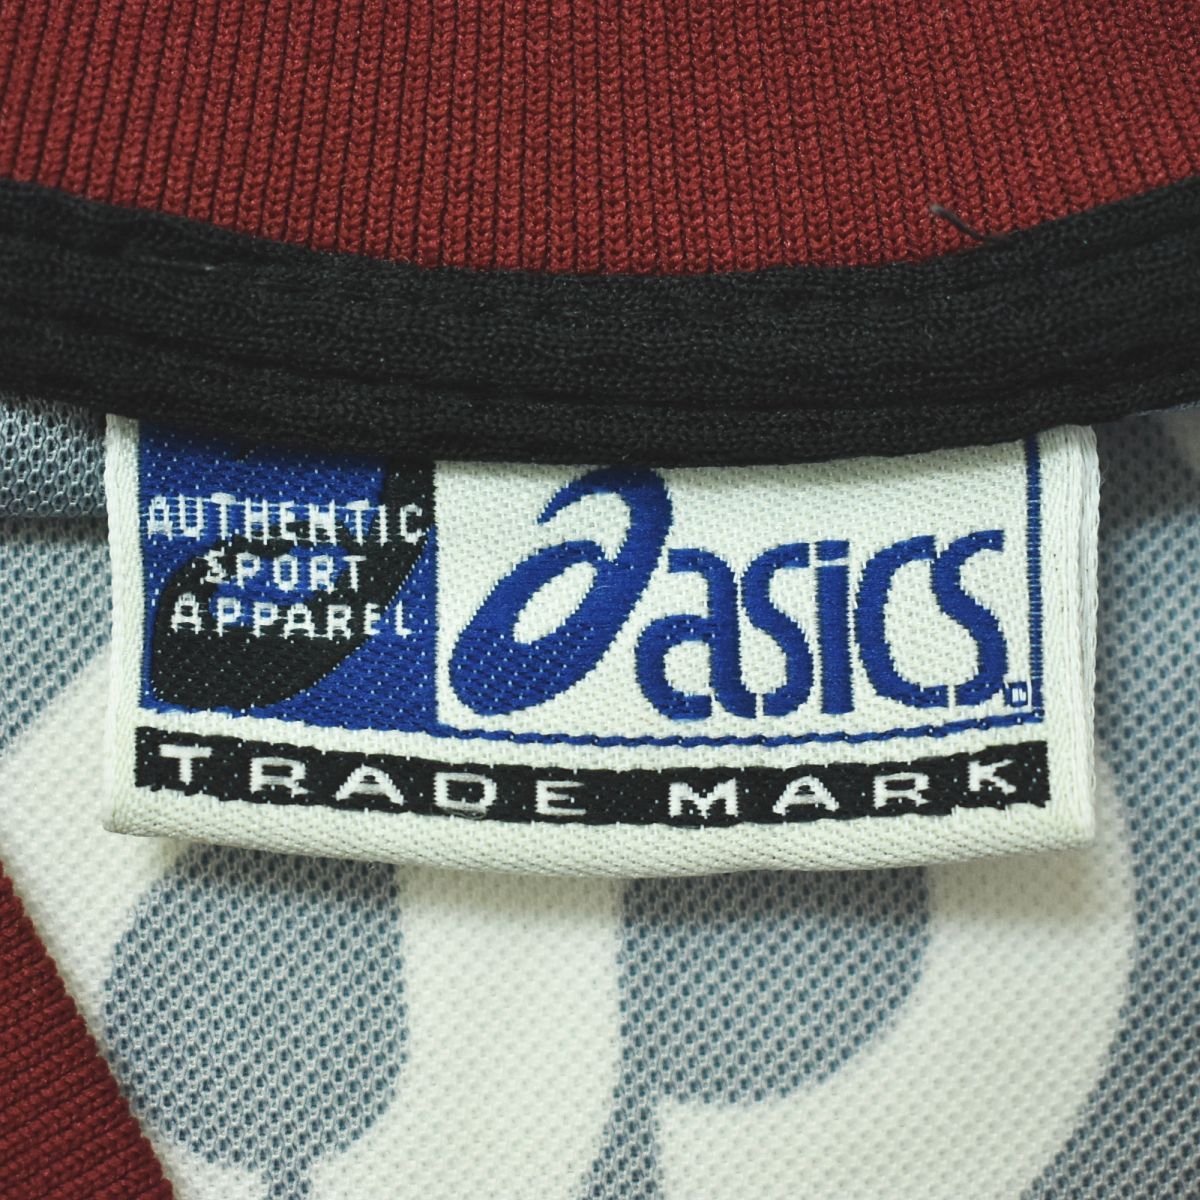 AUTHENTIC
SPORT
APPAREL
asics
TRADE MARK